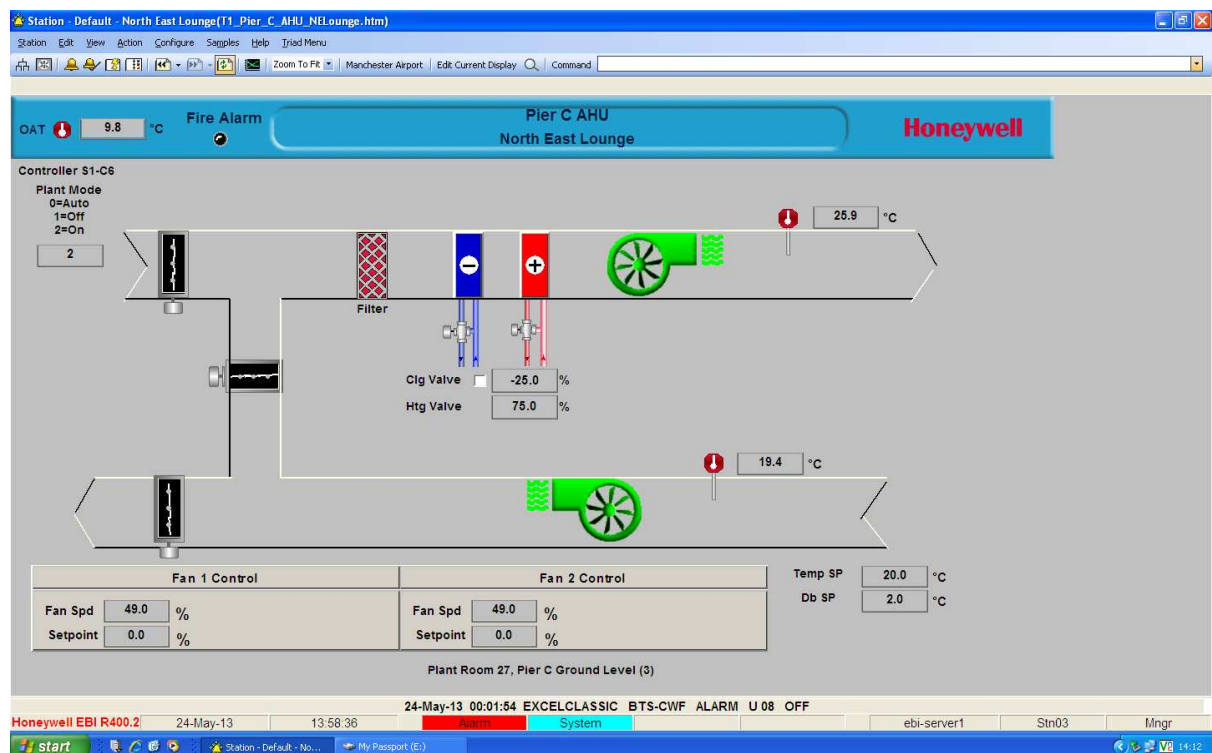 Station - Default - North East Lounge(T1_Pier_C_AHU_NELounge.htm)
Station Edit View Action Configure Samples Help Triad Menu
Zoom To Fit Manchester Airport Edit Current Display Command
OAT 9.8 °C Fire Alarm Pier C AHU
North East Lounge Honeywell
Controller S1-C6
Plant Mode
0=Auto
1=Off
2=On
2
25.9 °C
Filter
Clg Valve -25.0 %
Htg Valve 75.0 %
19.4 °C
Fan 1 Control Fan 2 Control
Fan Spd 49.0 % Fan Spd 49.0 %
Setpoint 0.0 % Setpoint 0.0 %
Temp SP 20.0 °C
Db SP 2.0 °C
Plant Room 27, Pier C Ground Level (3)
24-May-13 00:01:54 EXCELCLASSIC BTS-CWF ALARM U 08 OFF
Honeywell EBI R400.2 24-May-13 13:58:36 Alarm System ebi-server1 Stn03 Mngr
start Station - Default - No... My Passport (E:) 14:12